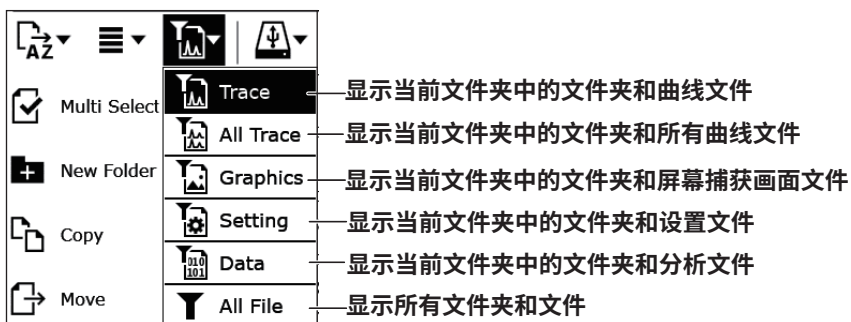 AZ
Trace 显示当前文件夹中的文件夹和曲线文件
Multi Select
All Trace 显示当前文件夹中的文件夹和所有曲线文件
New Folder
Graphics 显示当前文件夹中的文件夹和屏幕捕获画面文件
Setting 显示当前文件夹中的文件夹和设置文件
Copy
010
101
Data 显示当前文件夹中的文件夹和分析文件
Move
All File 显示所有文件夹和文件